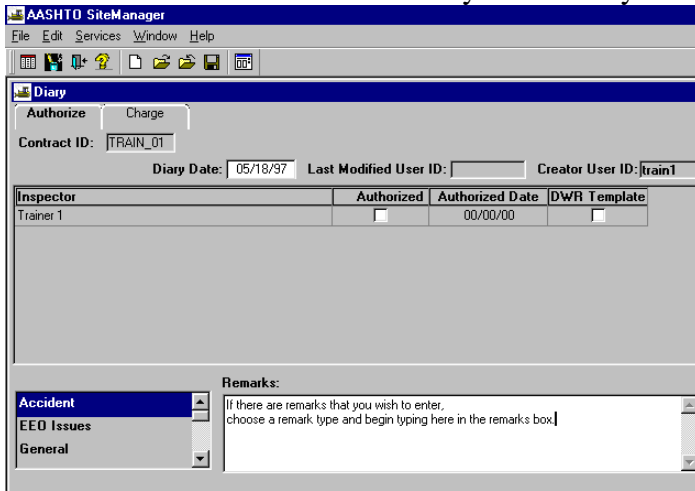 AASHTO SiteManager
File Edit Services Window Help
Diary
Authorize Charge
Contract ID: TRAIN_01
Diary Date: 05/18/97 Last Modified User ID: Creator User ID: train1
Inspector Authorized Authorized Date DWR Template
Trainer 1 00/00/00
Remarks:
Accident
EEO Issues
General
If there are remarks that you wish to enter,
choose a remark type and begin typing here in the remarks box.